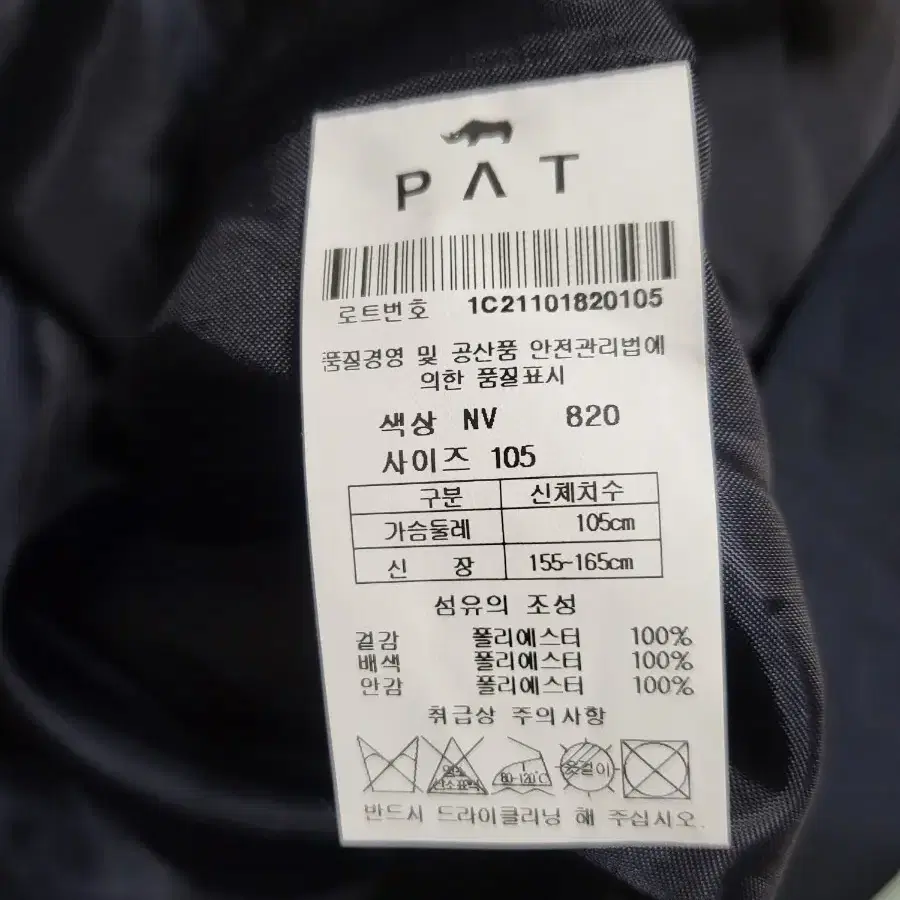 PAT
로트번호 1C21101820105
품질경영 및 공산품 안전관리법에
의한 품질표시
색상 NV 820
사이즈 105
구분 신체치수
가슴둘레 105cm
신 장 155~165cm
섬유의 조성
겉감 폴리에스터 100%
배색 폴리에스터 100%
안감 폴리에스터 100%
취급상 주의사항
80~120℃ 옷걸이
반드시 드라이클리닝 해 주십시오.